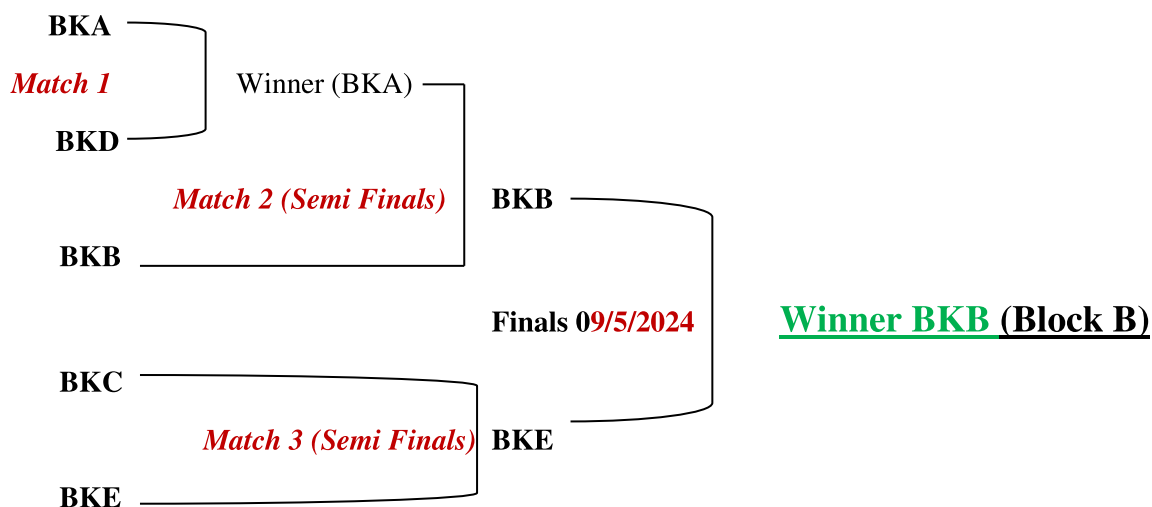 BKA
Match 1
Winner (BKA)
BKD
Match 2 (Semi Finals)
BKB
BKB
Finals 09/5/2024
Winner BKB (Block B)
BKC
Match 3 (Semi Finals)
BKE
BKE